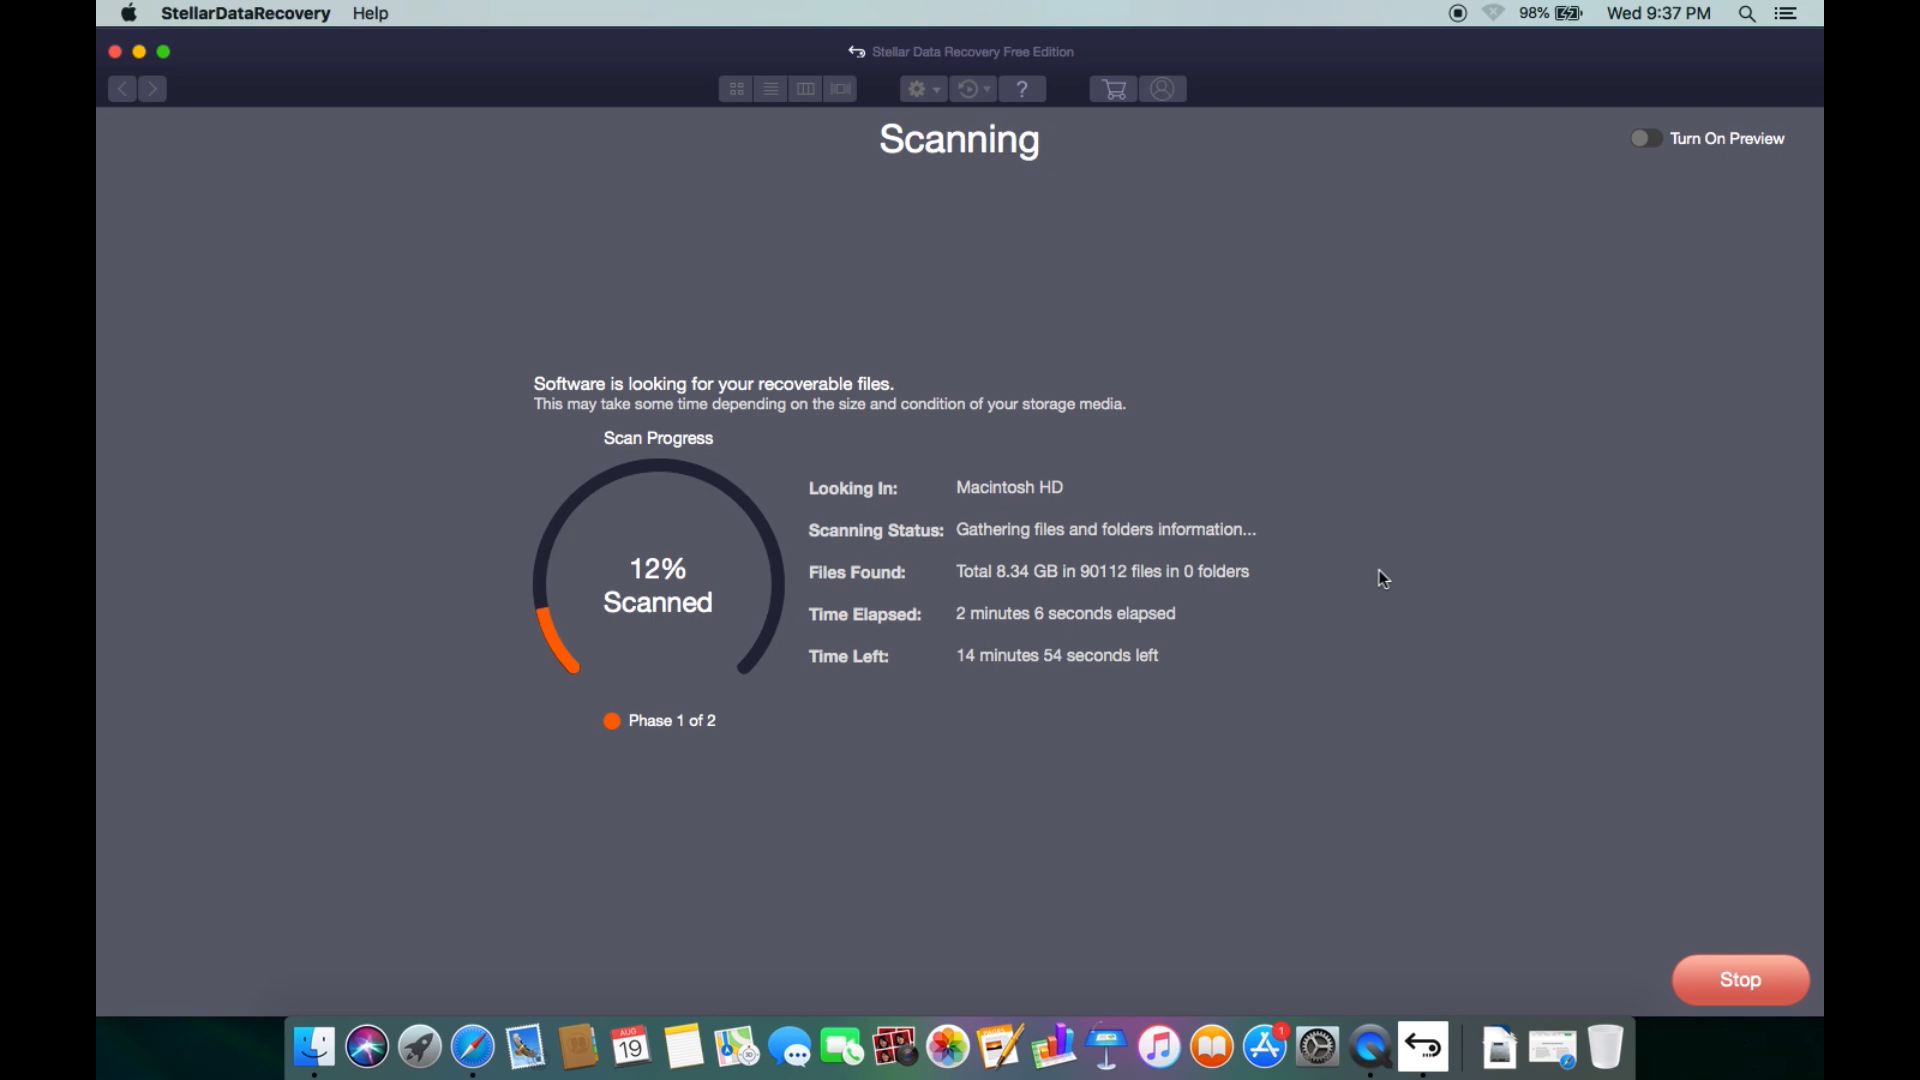 StellarDataRecovery Help 98% Wed 9:37 PM
Stellar Data Recovery Free Edition
?
Scanning
Turn On Preview
Software is looking for your recoverable files.
This may take some time depending on the size and condition of your storage media.
Scan Progress
12%
Scanned
Looking In: Macintosh HD
Scanning Status: Gathering files and folders information...
Files Found: Total 8.34 GB in 90112 files in 0 folders
Time Elapsed: 2 minutes 6 seconds elapsed
Time Left: 14 minutes 54 seconds left
Phase 1 of 2
Stop
AUG
19
PAGES
1